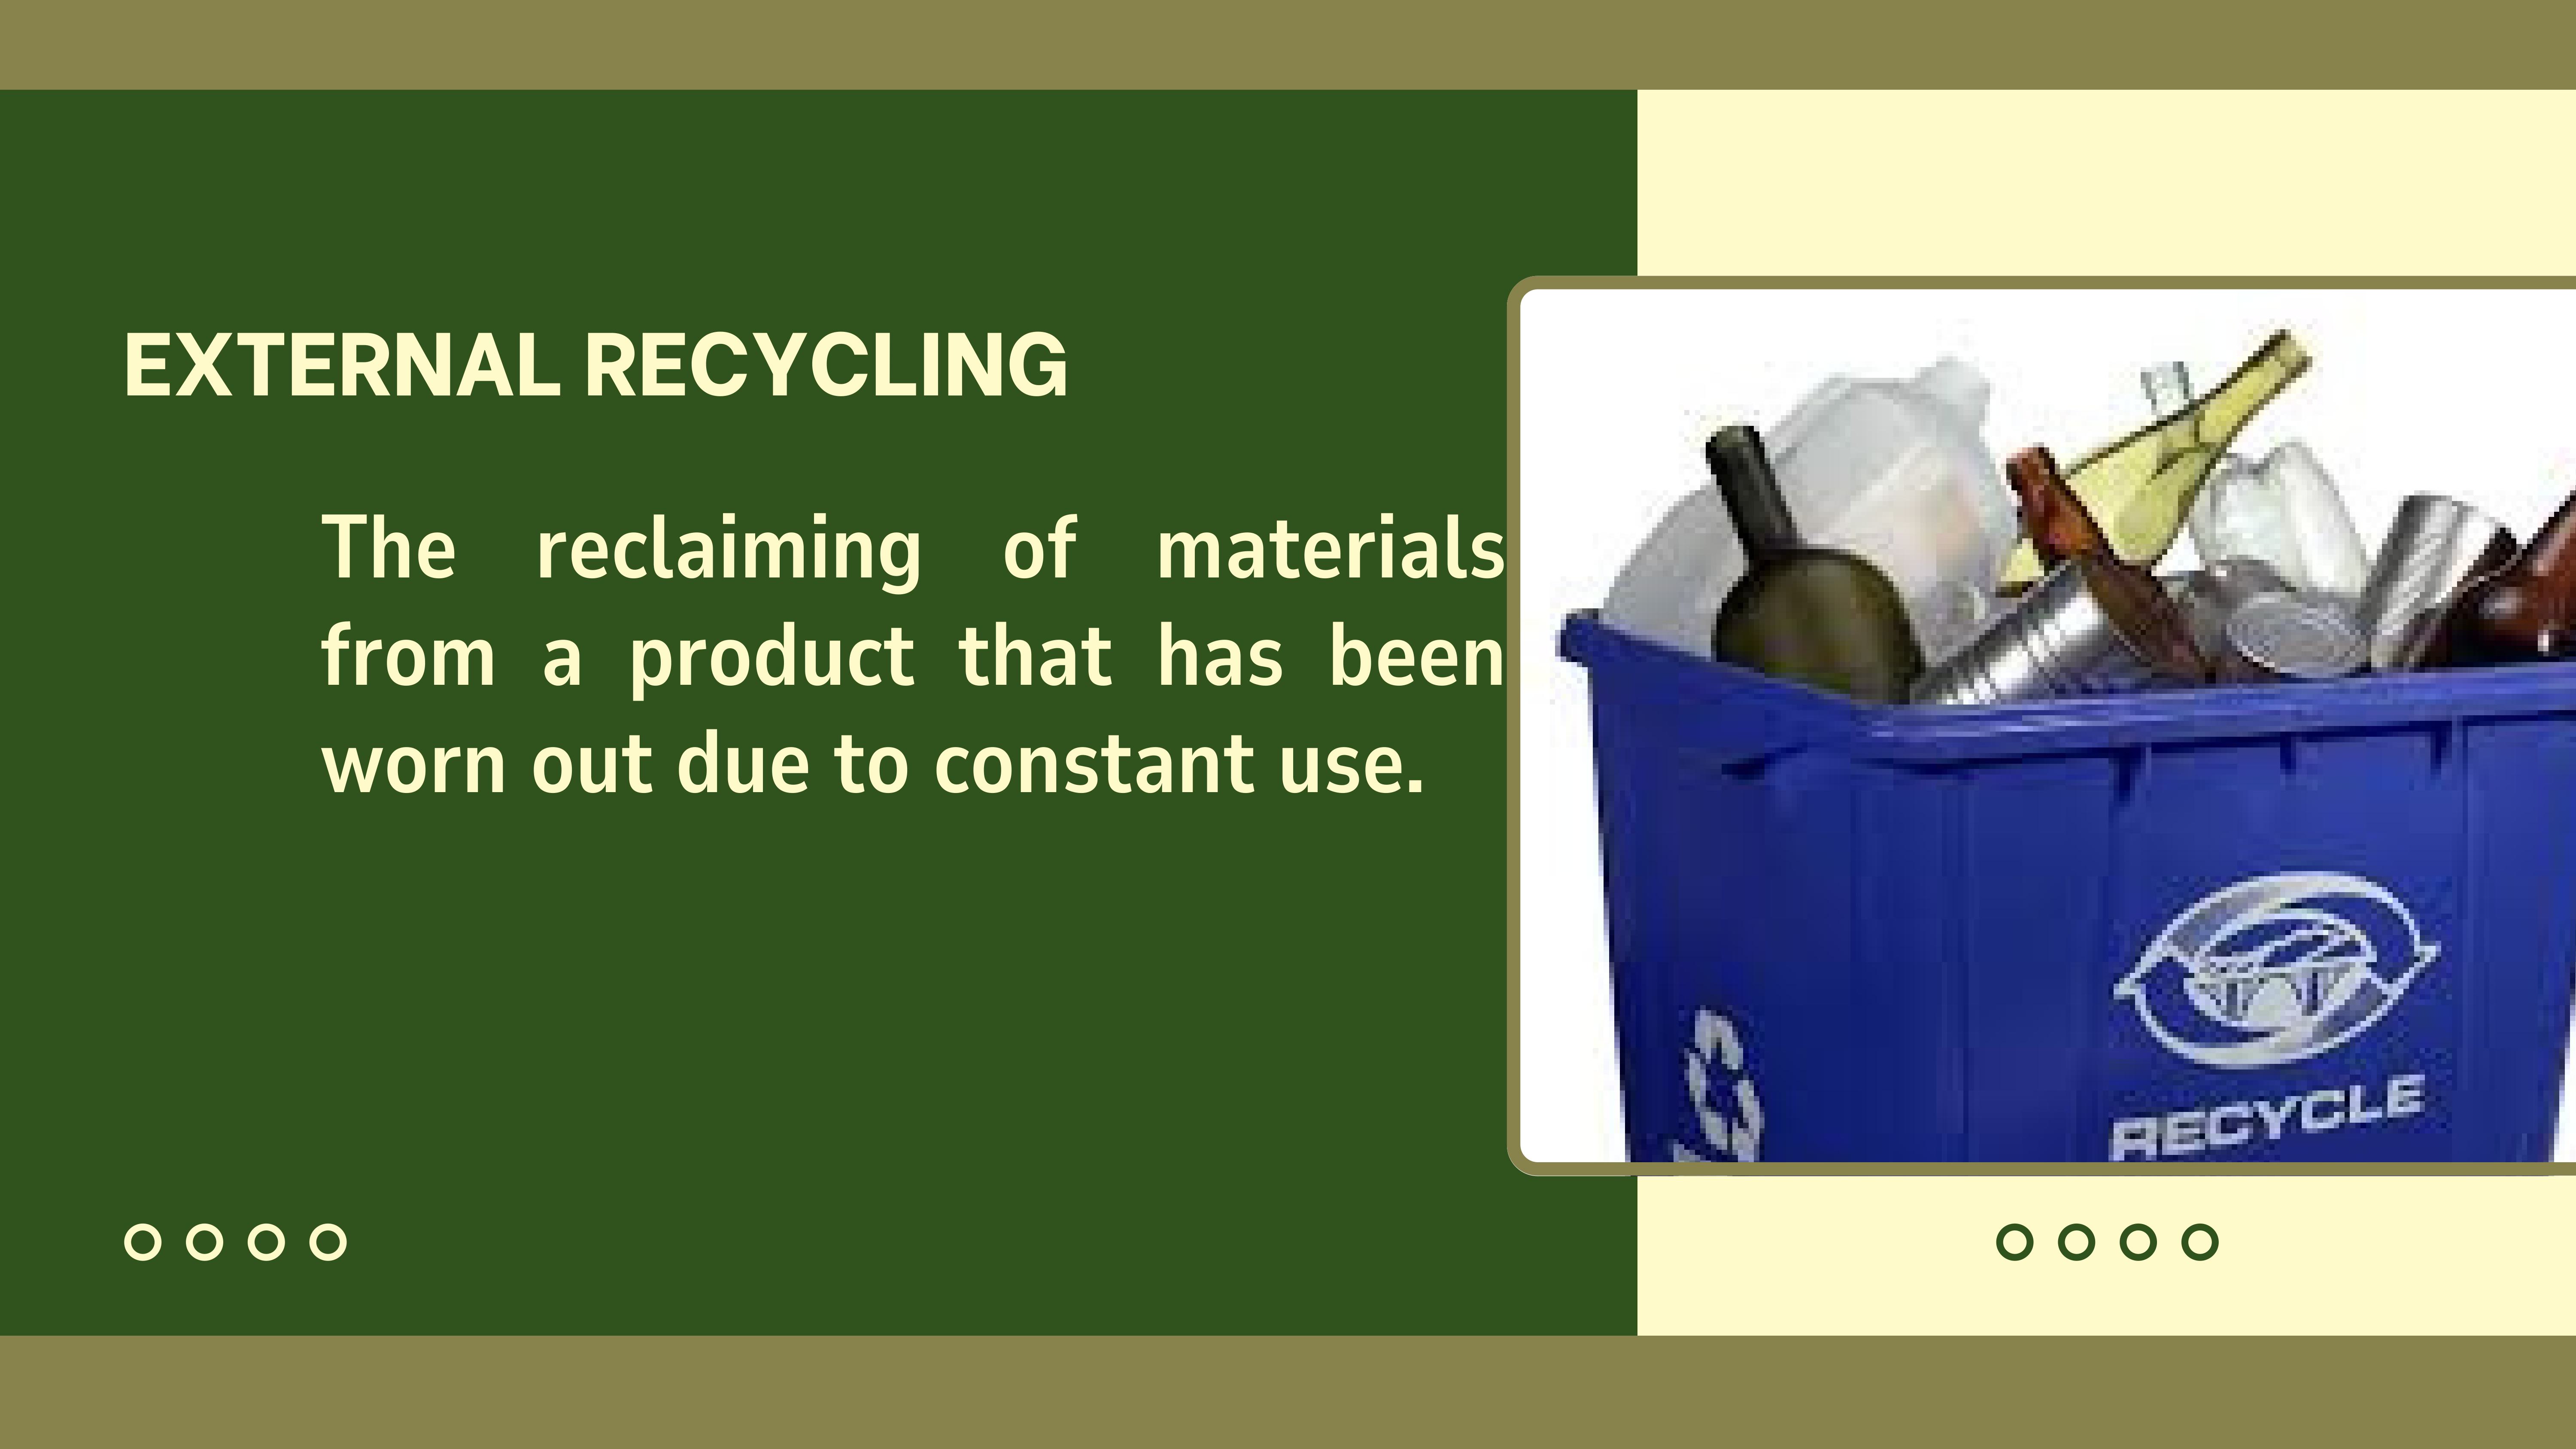 EXTERNAL RECYCLING
The reclaiming of materials
from a product that has been
worn out due to constant use.
RECYCLE